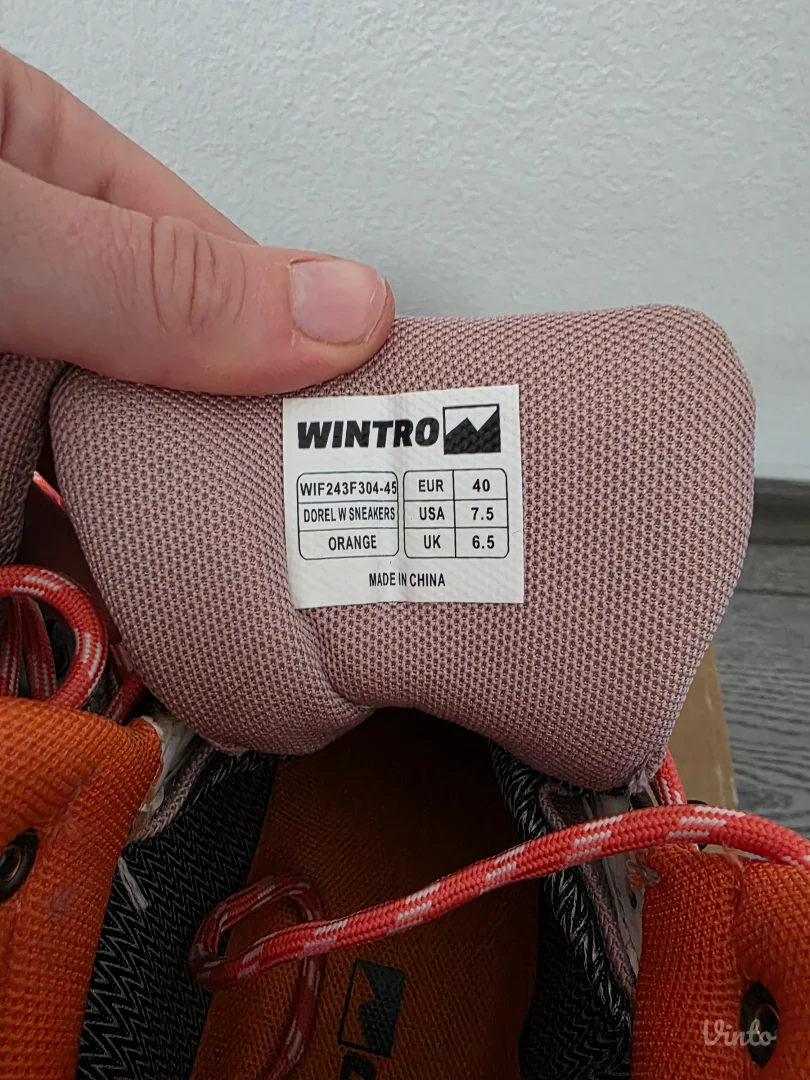 WINTRO
WIF243F304-45 EUR 40
DOREL W SNEAKERS USA 7.5
ORANGE UK 6.5
MADE IN CHINA
Vinto